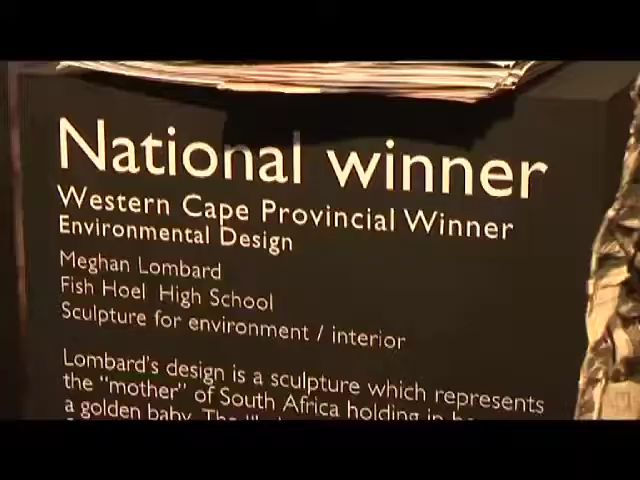 National winner
Western Cape Provincial Winner
Environmental Design
Meghan Lombard
Fish Hoel High School
Sculpture for environment / interior
Lombard's design is a sculpture which represents
the "mother" of South Africa holding in
a golden baby. The